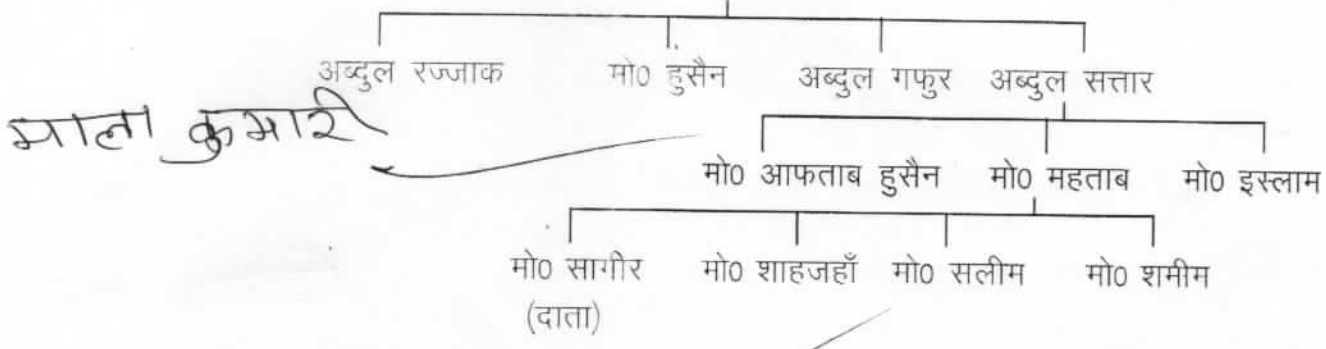 अब्दुल रज्जाक मो0 हुसैन अब्दुल गफुर अब्दुल सत्तार
माला कुमारी
मो0 आफताब हुसैन मो0 महताब मो0 इस्लाम
मो0 सागीर मो0 शाहजहाँ मो0 सलीम मो0 शमीम
(दाता)